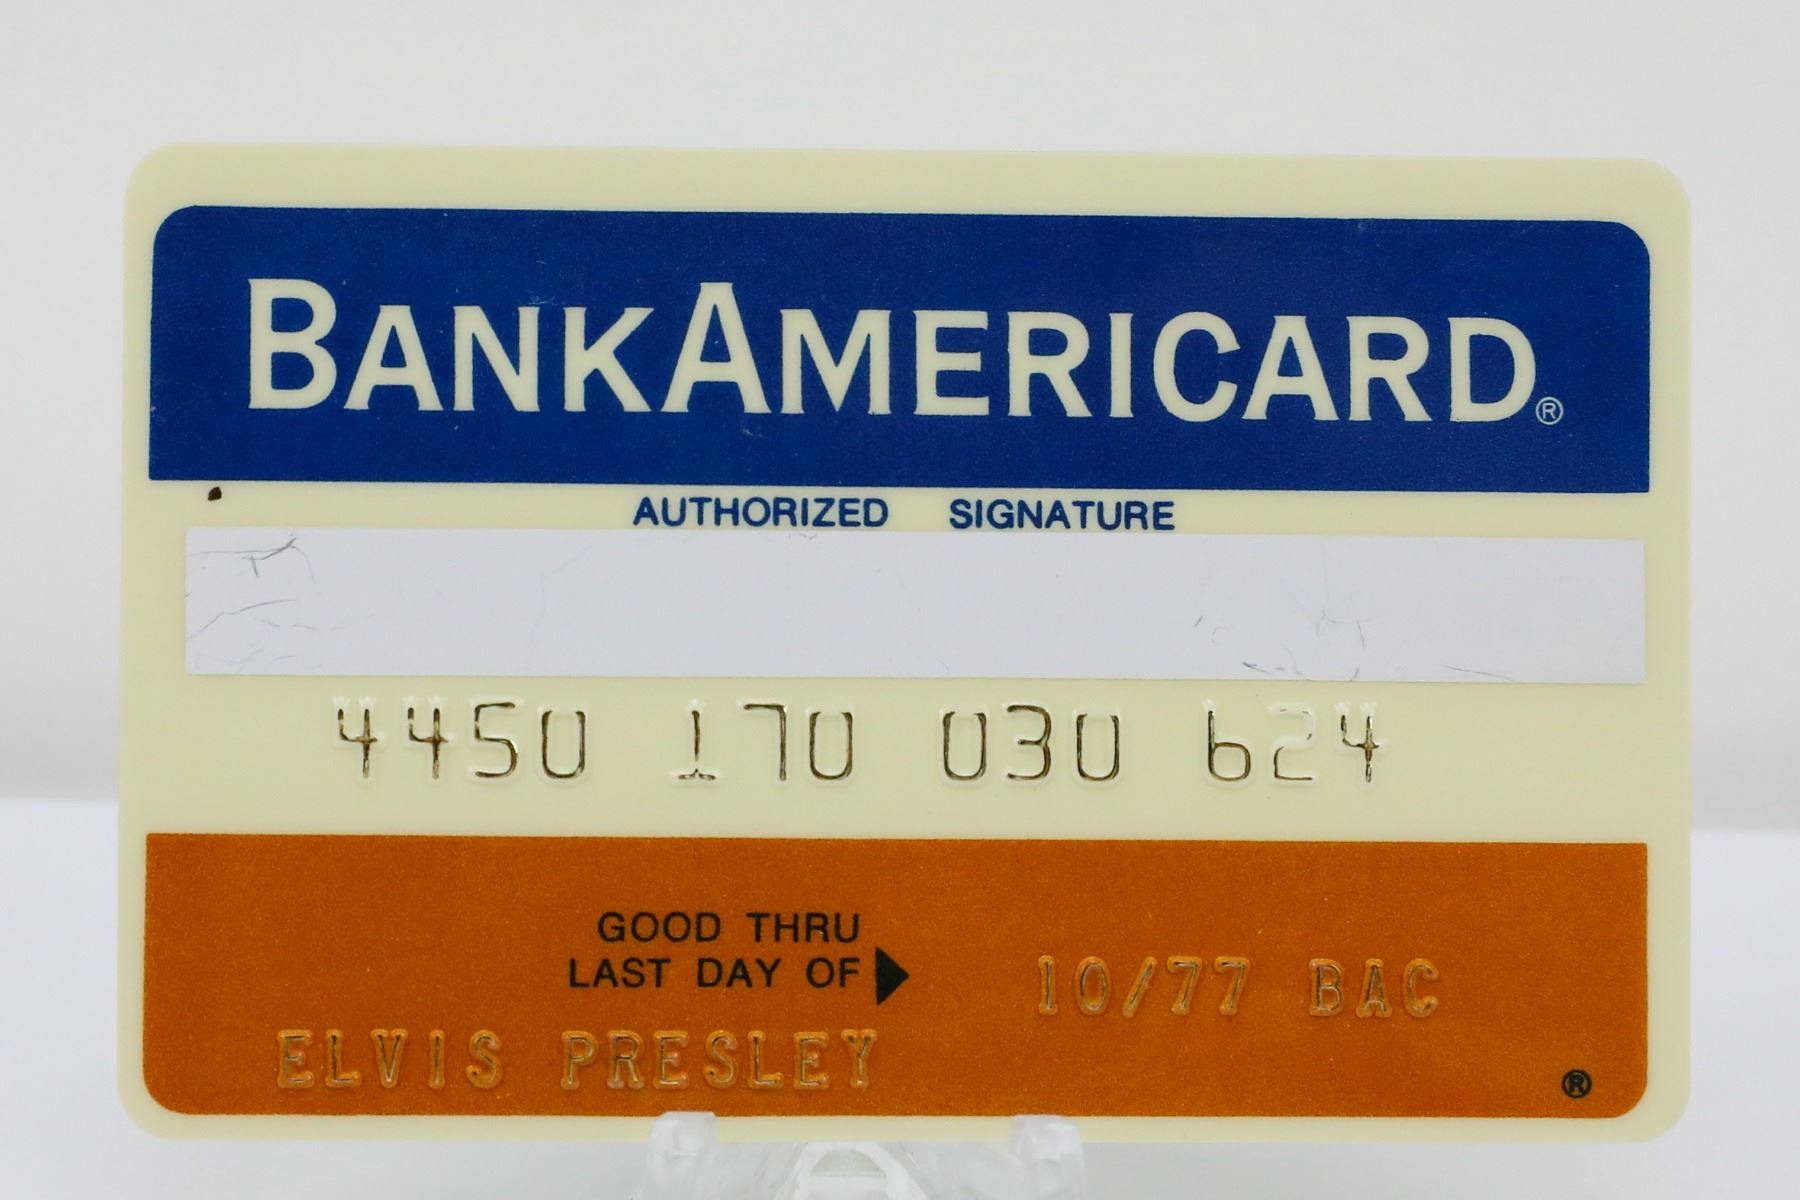 BANKAMERICARD®
AUTHORIZED SIGNATURE
4450 170 030 624
GOOD THRU
LAST DAY OF ▶ 10/77 BAC
ELVIS PRESLEY
®